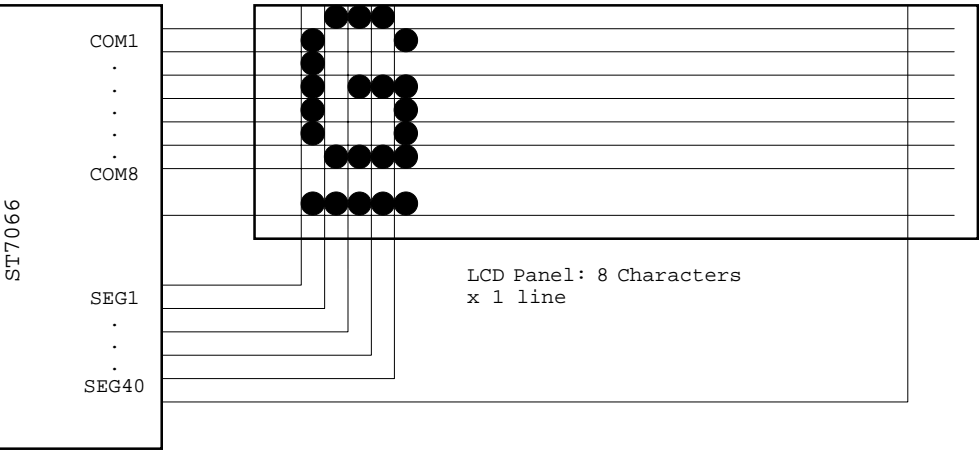 ST7066
COM1
.
.
.
.
.
COM8
SEG1
.
.
.
SEG40
LCD Panel: 8 Characters
x 1 line